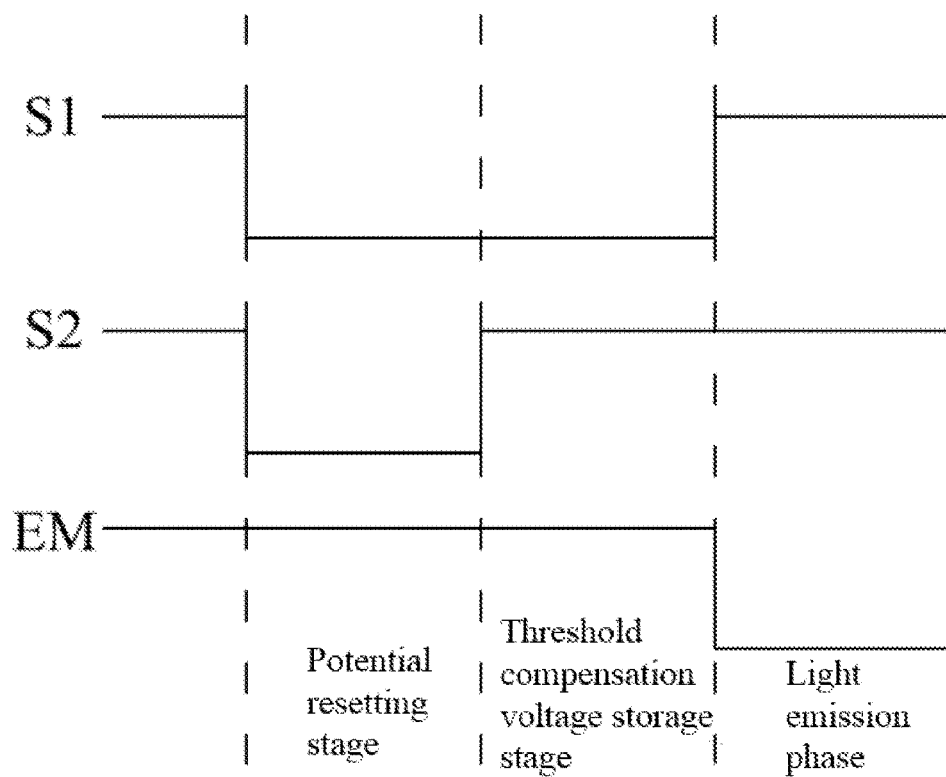 S1
S2
EM
Potential
resetting
stage
Threshold
compensation
voltage storage
stage
Light
emission
phase